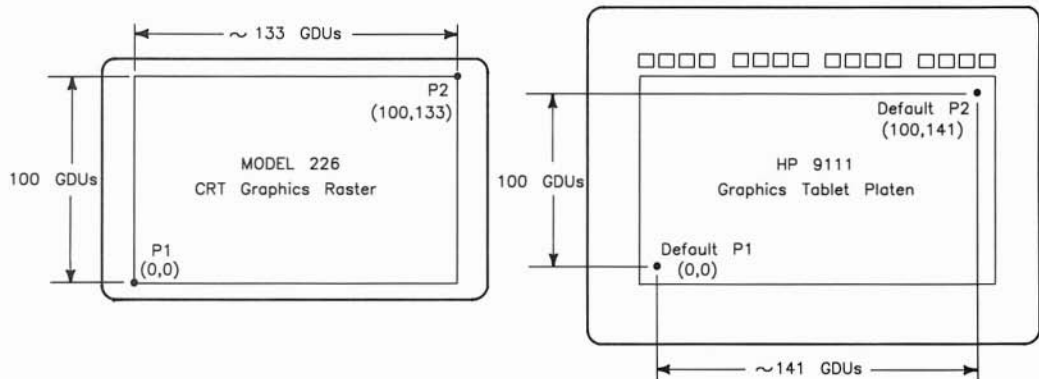 ~ 133 GDUs
P2
(100,133)
MODEL 226
CRT Graphics Raster
100 GDUs
P1
(0,0)
Default P2
(100,141)
HP 9111
Graphics Tablet Platen
100 GDUs
Default P1
(0,0)
~141 GDUs